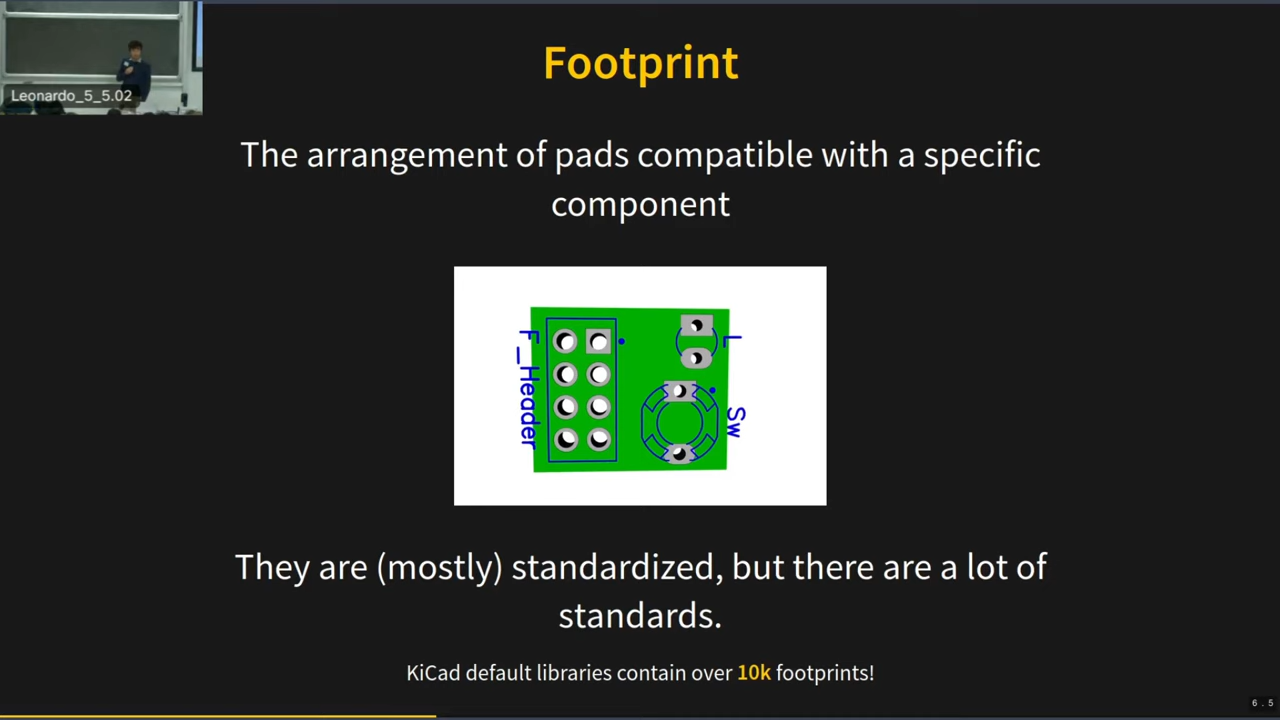 Leonardo_5_5.02
Footprint
The arrangement of pads compatible with a specific
component
F_Header
L
Sw
They are (mostly) standardized, but there are a lot of
standards.
KiCad default libraries contain over 10k footprints!
6.5